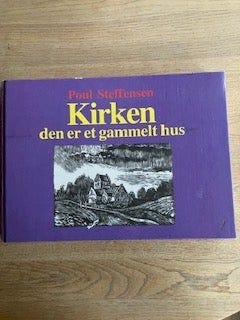 Poul Steffensen
Kirken
den er et gammelt hus